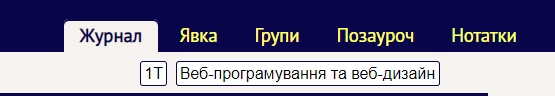 Журнал Явка Групи Позауроч Нотатки
1Т Веб-програмування та веб-дизайн